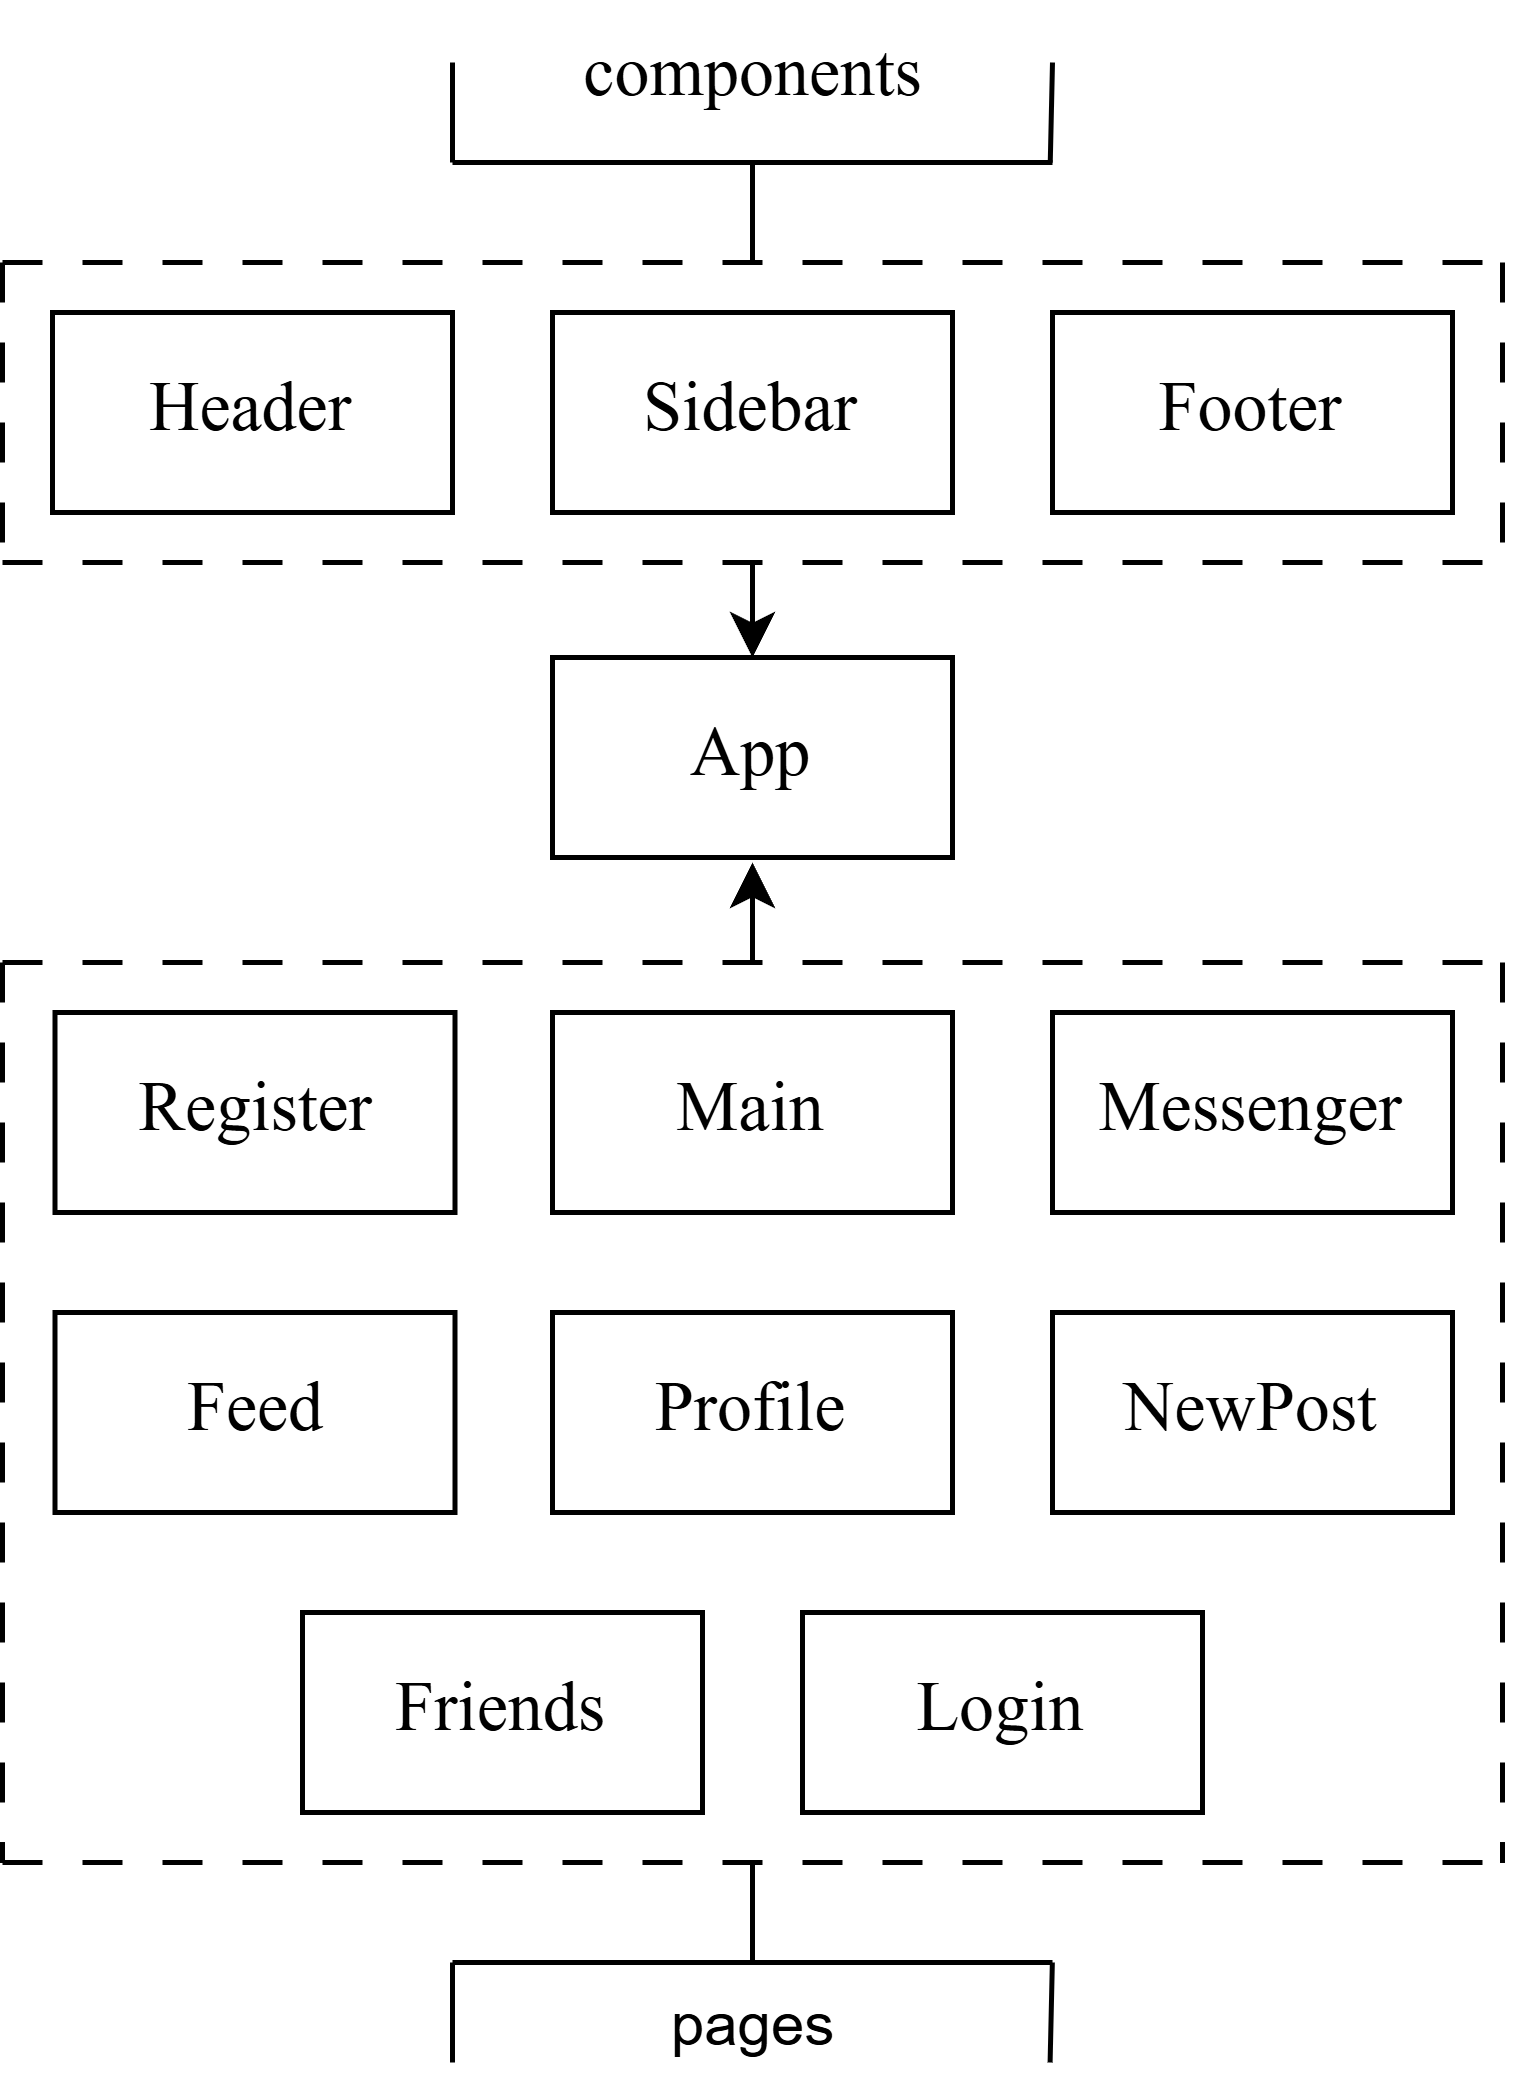 components
Header
Sidebar
Footer
App
Register
Main
Messenger
Feed
Profile
NewPost
Friends
Login
pages